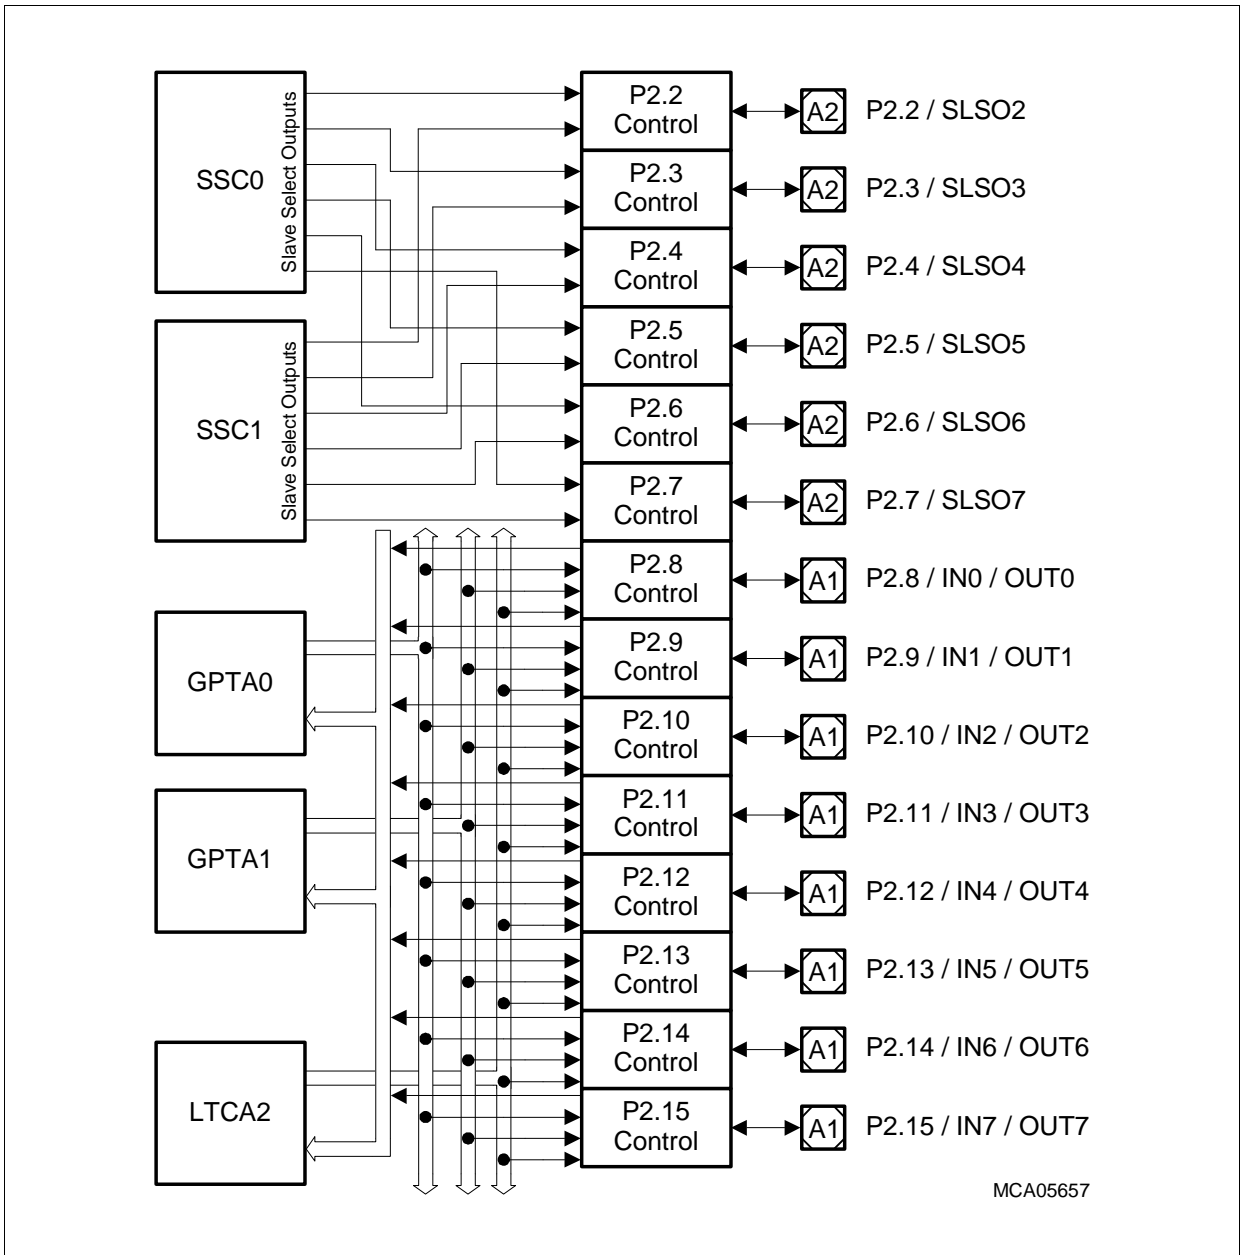 SSC0
Slave Select Outputs
SSC1
Slave Select Outputs
GPTA0
GPTA1
LTCA2
P2.2
Control
A2
P2.2 / SLSO2
P2.3
Control
A2
P2.3 / SLSO3
P2.4
Control
A2
P2.4 / SLSO4
P2.5
Control
A2
P2.5 / SLSO5
P2.6
Control
A2
P2.6 / SLSO6
P2.7
Control
A2
P2.7 / SLSO7
P2.8
Control
A1
P2.8 / IN0 / OUT0
P2.9
Control
A1
P2.9 / IN1 / OUT1
P2.10
Control
A1
P2.10 / IN2 / OUT2
P2.11
Control
A1
P2.11 / IN3 / OUT3
P2.12
Control
A1
P2.12 / IN4 / OUT4
P2.13
Control
A1
P2.13 / IN5 / OUT5
P2.14
Control
A1
P2.14 / IN6 / OUT6
P2.15
Control
A1
P2.15 / IN7 / OUT7
MCA05657